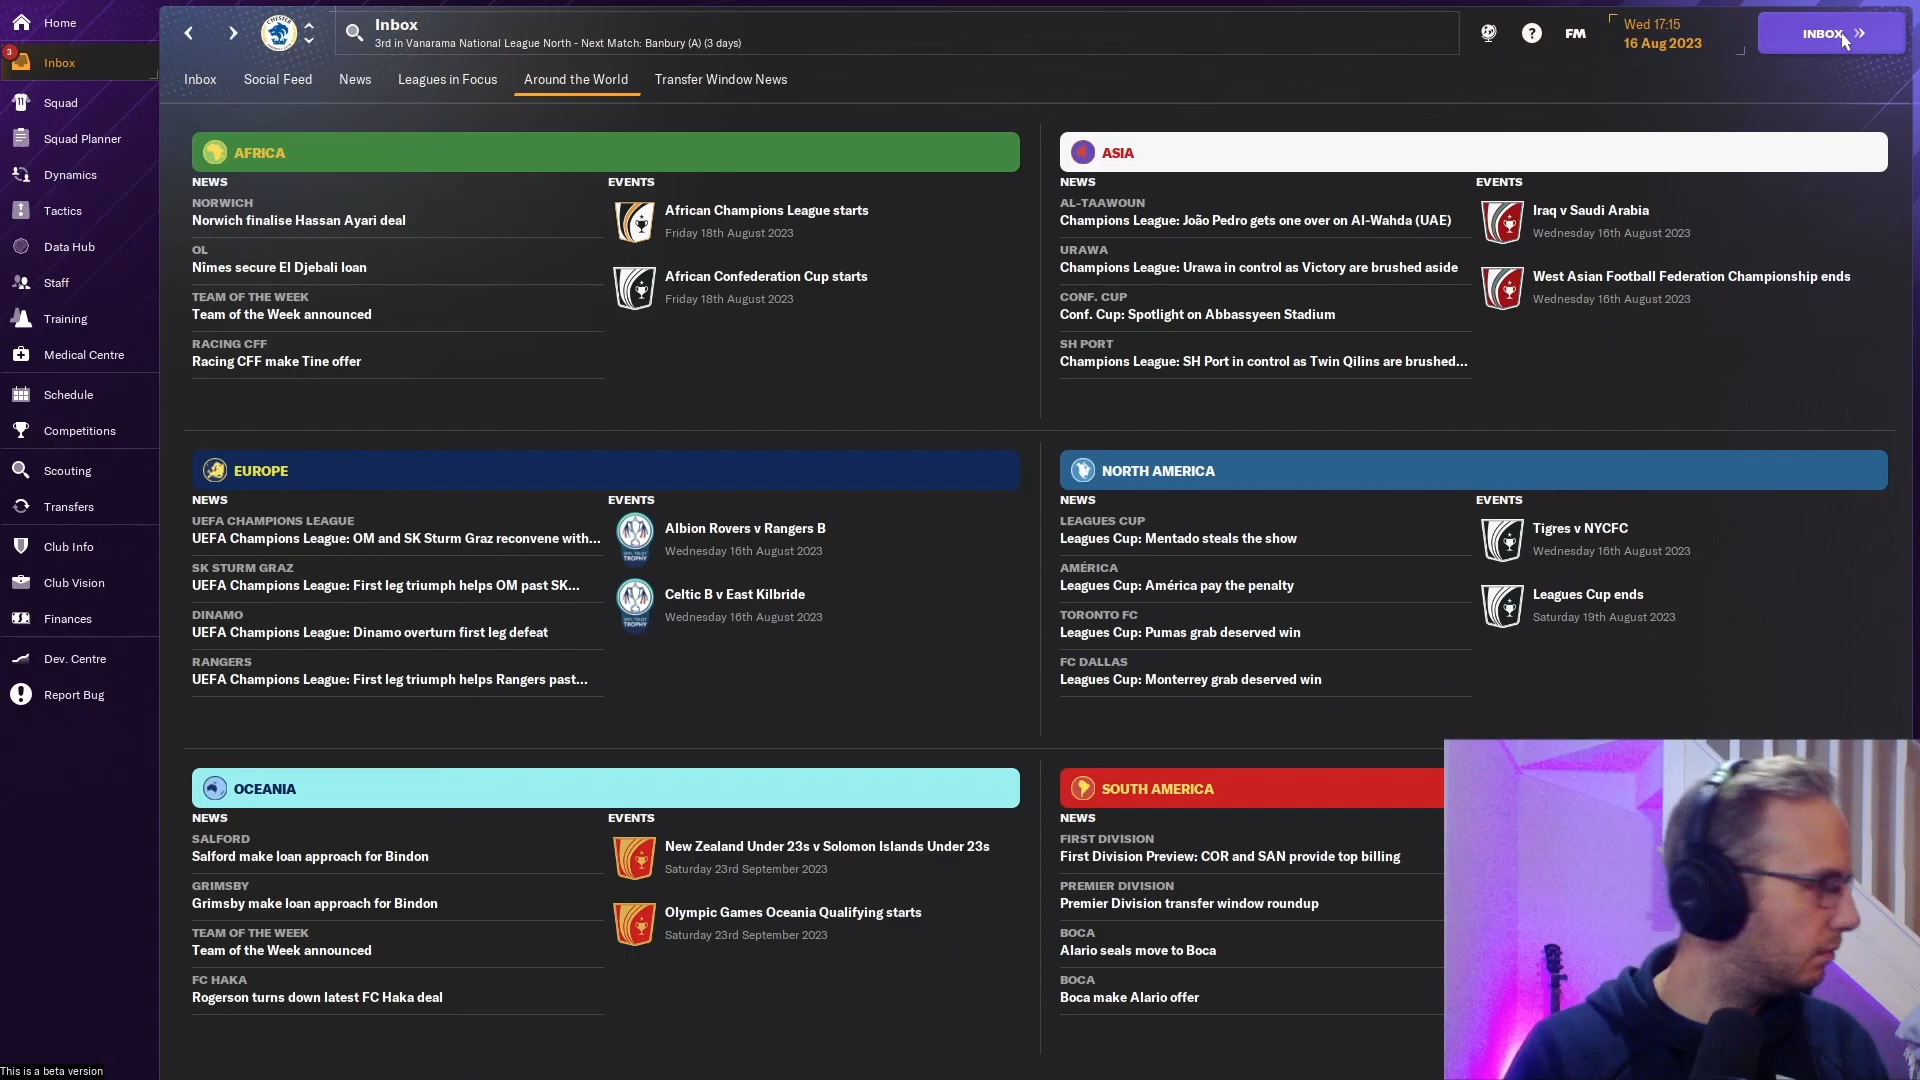 Home
3
Inbox
Squad
Squad Planner
Dynamics
Tactics
Data Hub
Staff
Training
Medical Centre
Schedule
Competitions
Scouting
Transfers
Club Info
Club Vision
Finances
Dev. Centre
Report Bug
This is a beta version
CHESTER
Inbox
3rd in Vanarama National League North - Next Match: Banbury (A) (3 days)
FM
Wed 17:15
16 Aug 2023
INBOX
Inbox
Social Feed
News
Leagues in Focus
Around the World
Transfer Window News
AFRICA
NEWS
NORWICH
Norwich finalise Hassan Ayari deal
OL
Nîmes secure El Djebali loan
TEAM OF THE WEEK
Team of the Week announced
RACING CFF
Racing CFF make Tine offer
EVENTS
African Champions League starts
Friday 18th August 2023
African Confederation Cup starts
Friday 18th August 2023
ASIA
NEWS
AL-TAAWOUN
Champions League: João Pedro gets one over on Al-Wahda (UAE)
URAWA
Champions League: Urawa in control as Victory are brushed aside
CONF. CUP
Conf. Cup: Spotlight on Abbassyeen Stadium
SH PORT
Champions League: SH Port in control as Twin Qilins are brushed...
EVENTS
Iraq v Saudi Arabia
Wednesday 16th August 2023
West Asian Football Federation Championship ends
Wednesday 16th August 2023
EUROPE
NEWS
UEFA CHAMPIONS LEAGUE
UEFA Champions League: OM and SK Sturm Graz reconvene with...
SK STURM GRAZ
UEFA Champions League: First leg triumph helps OM past SK...
DINAMO
UEFA Champions League: Dinamo overturn first leg defeat
RANGERS
UEFA Champions League: First leg triumph helps Rangers past...
EVENTS
TROPHY
Albion Rovers v Rangers B
Wednesday 16th August 2023
TROPHY
Celtic B v East Kilbride
Wednesday 16th August 2023
NORTH AMERICA
NEWS
LEAGUES CUP
Leagues Cup: Mentado steals the show
AMÉRICA
Leagues Cup: América pay the penalty
TORONTO FC
Leagues Cup: Pumas grab deserved win
FC DALLAS
Leagues Cup: Monterrey grab deserved win
EVENTS
Tigres v NYCFC
Wednesday 16th August 2023
Leagues Cup ends
Saturday 19th August 2023
OCEANIA
NEWS
SALFORD
Salford make loan approach for Bindon
GRIMSBY
Grimsby make loan approach for Bindon
TEAM OF THE WEEK
Team of the Week announced
FC HAKA
Rogerson turns down latest FC Haka deal
EVENTS
New Zealand Under 23s v Solomon Islands Under 23s
Saturday 23rd September 2023
Olympic Games Oceania Qualifying starts
Saturday 23rd September 2023
SOUTH AMERICA
NEWS
FIRST DIVISION
First Division Preview: COR and SAN provide top billing
PREMIER DIVISION
Premier Division transfer window roundup
BOCA
Alario seals move to Boca
BOCA
Boca make Alario offer